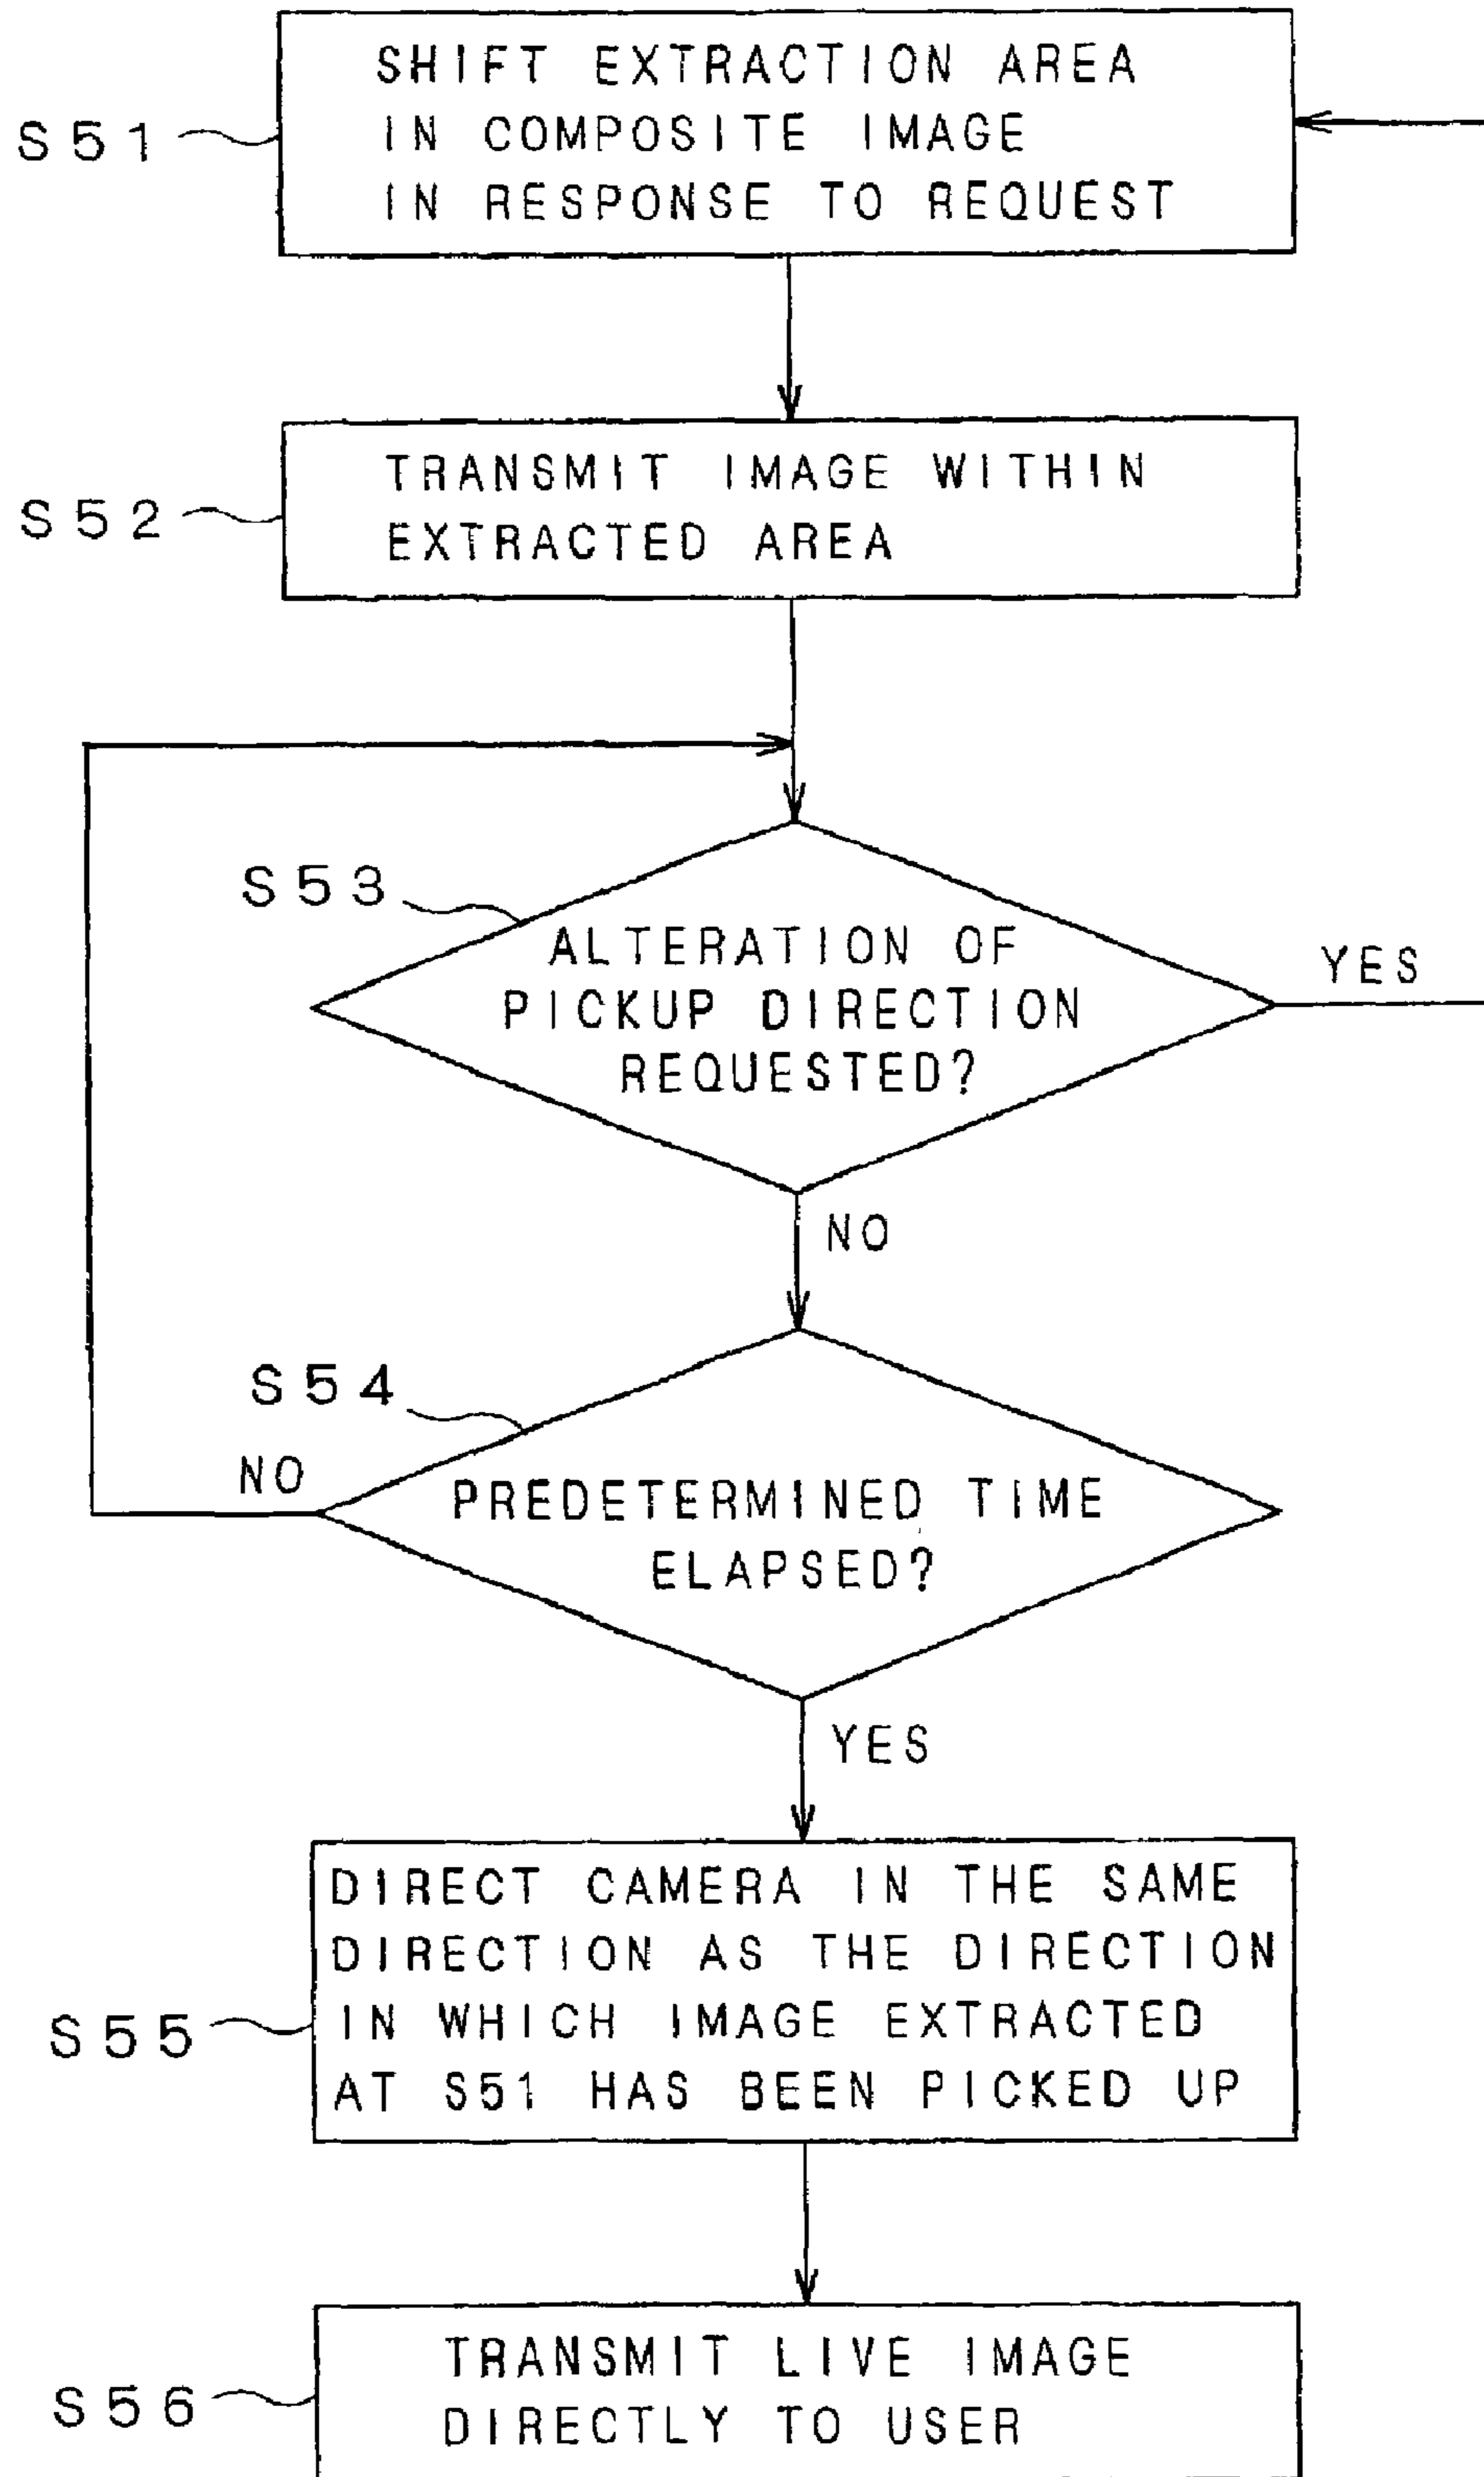 SHIFT EXTRACTION AREA
IN COMPOSITE IMAGE
IN RESPONSE TO REQUEST
S51
TRANSMIT IMAGE WITHIN
EXTRACTED AREA
S52
S53
ALTERATION OF
PICKUP DIRECTION
REQUESTED?
YES
NO
S54
NO
PREDETERMINED TIME
ELAPSED?
YES
DIRECT CAMERA IN THE SAME
DIRECTION AS THE DIRECTION
IN WHICH IMAGE EXTRACTED
AT S51 HAS BEEN PICKED UP
S55
TRANSMIT LIVE IMAGE
DIRECTLY TO USER
S56